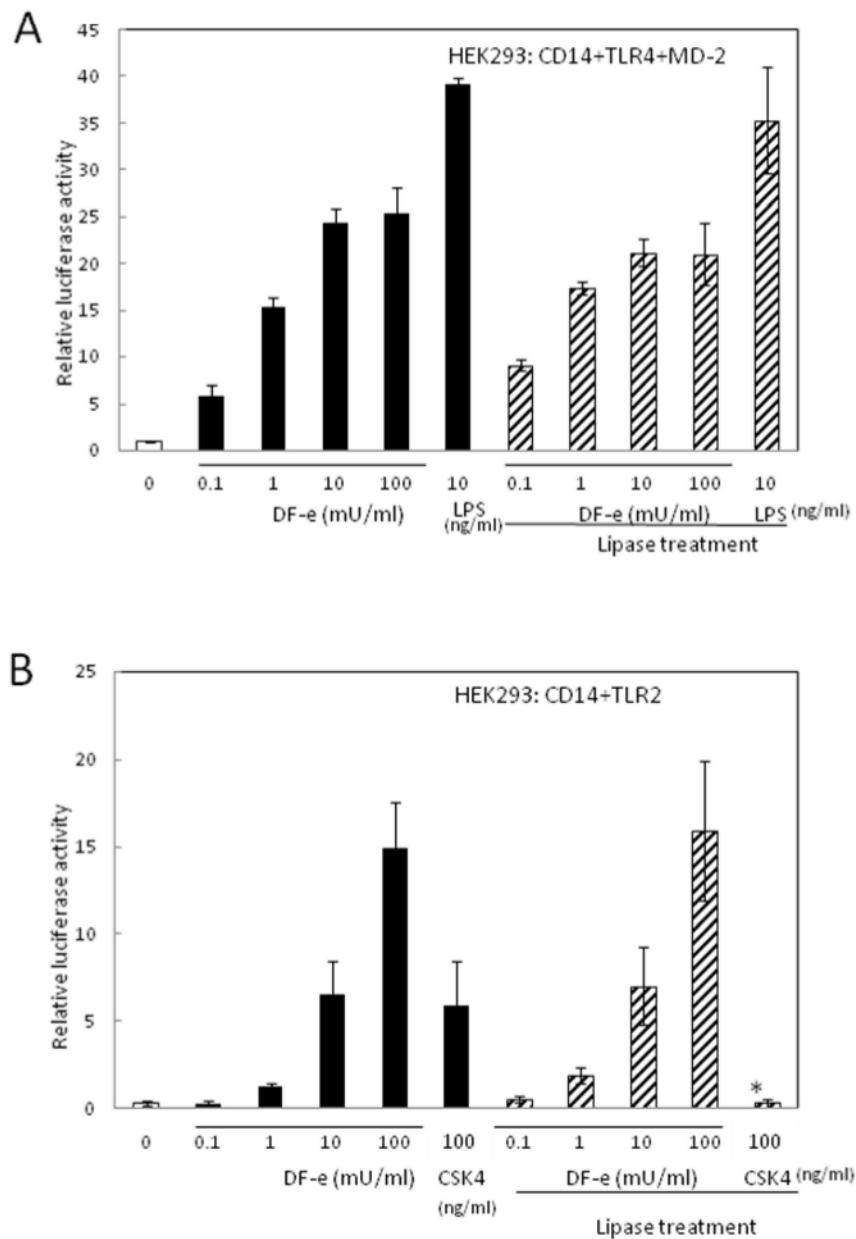 A
HEK293: CD14+TLR4+MD-2
Relative luciferase activity
45
40
35
30
25
20
15
10
5
0
0 0.1 1 10 100 10 0.1 1 10 100 10
DF-e (mU/ml) LPS (ng/ml) DF-e (mU/ml) LPS (ng/ml)
Lipase treatment
B
HEK293: CD14+TLR2
Relative luciferase activity
25
20
15
10
5
0
*
0 0.1 1 10 100 100 0.1 1 10 100 100
DF-e (mU/ml) CSK4 DF-e (mU/ml) CSK4 (ng/ml)
(ng/ml)
Lipase treatment